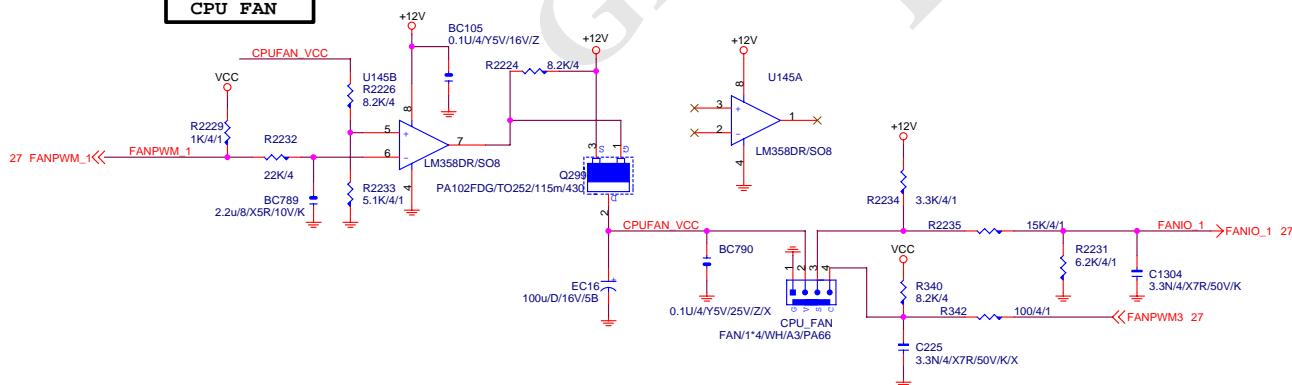 CPU FAN
+12V
BC105
0.1U/4/Y5V/16V/Z
+12V
+12V
CPUFAN_VCC
R2224
8.2K/4
U145A
VCC
U145B
R2226
8.2K/4
8
8
3
+
1
2
-
R2229
1K/4/1
5
+
7
6
-
LM358DR/SO8
4
LM358DR/SO8
4
27 FANPWM_1
FANPWM_1
R2232
22K/4
3
1
S
G
Q299
PA102FDG/TO252/115m/430
D
2
R2233
5.1K/4/1
BC789
2.2u/8/X5R/10V/K
+12V
R2234
3.3K/4/1
CPUFAN_VCC
BC790
R2235
15K/4/1
FANIO_1
FANIO_1 27
VCC
R2231
6.2K/4/1
C1304
3.3N/4/X7R/50V/K
1
2
3
4
G
V
S
C
EC16
100u/D/16V/5B
0.1U/4/Y5V/25V/Z/X
CPU_FAN
FAN/1*4/WH/A3/PA66
R340
8.2K/4
R342
100/4/1
FANPWM3 27
C225
3.3N/4/X7R/50V/K/X